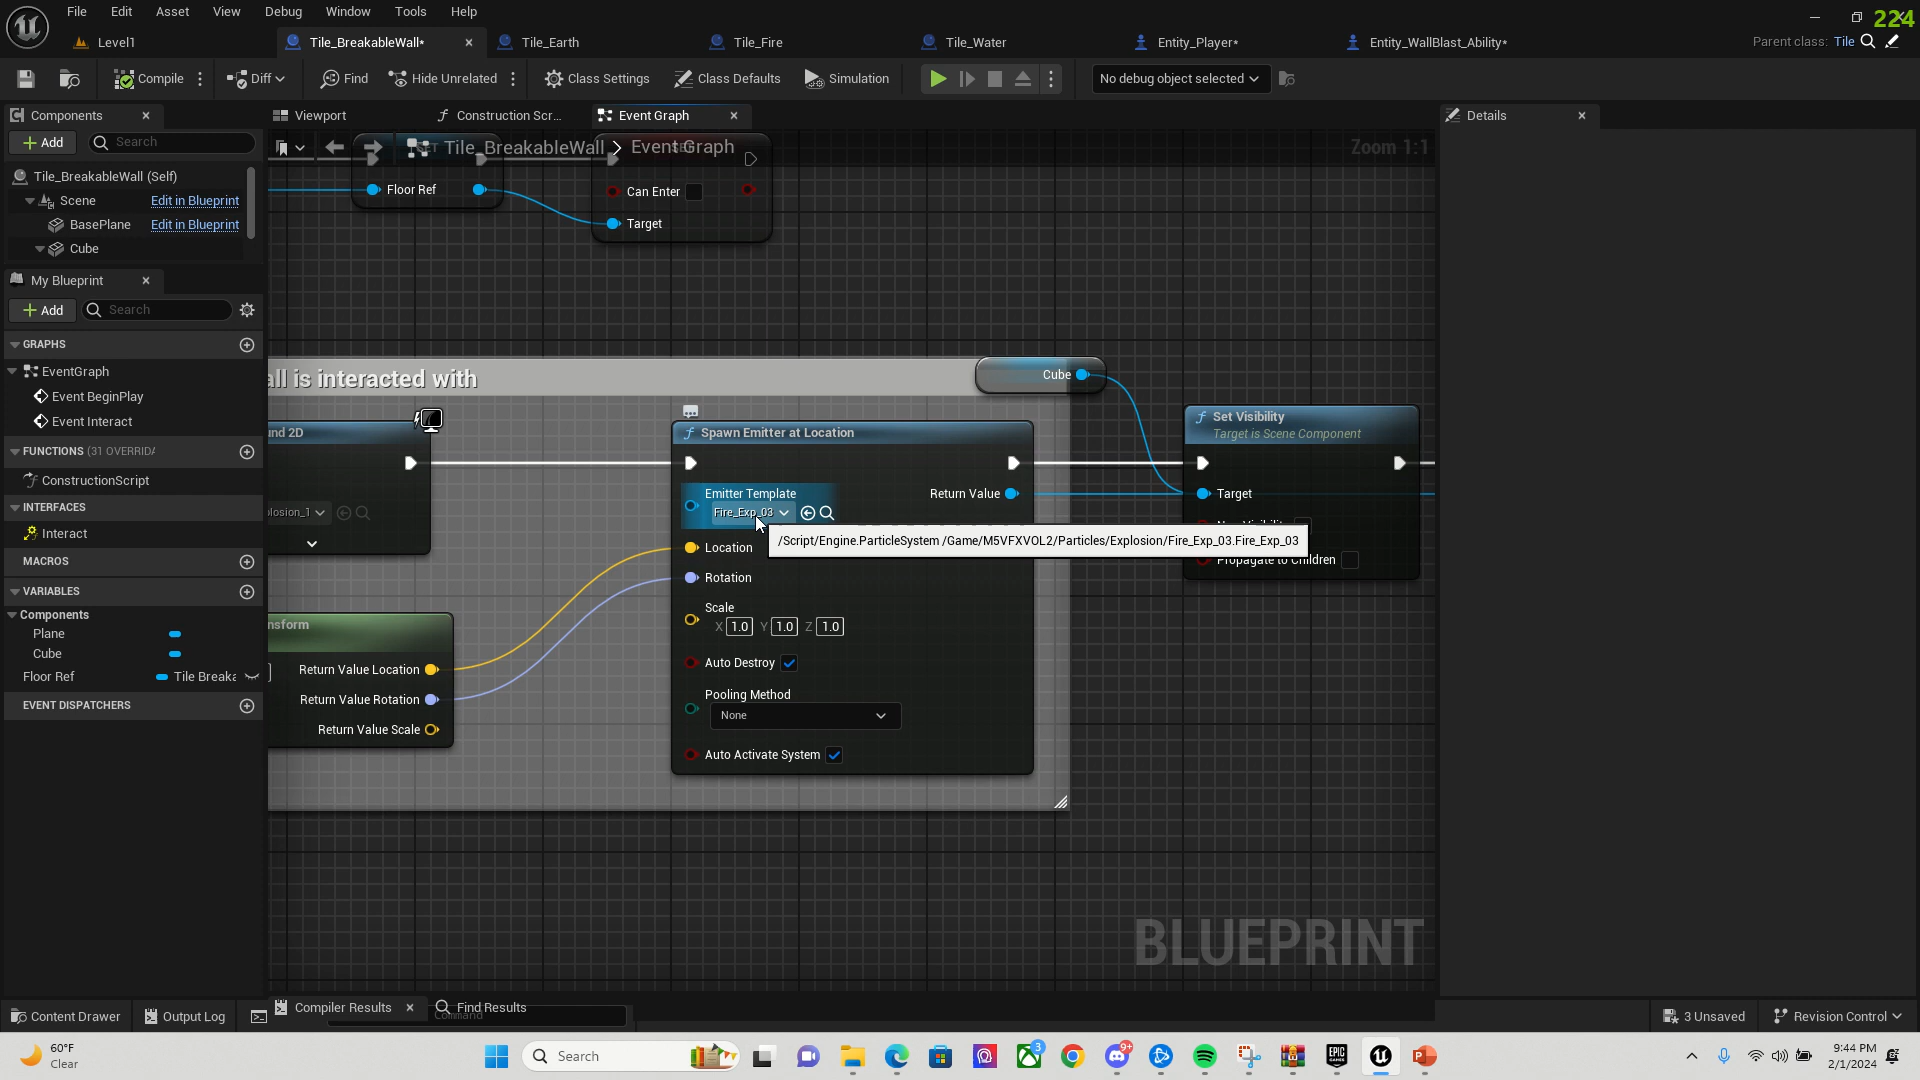 File Edit Asset View Debug Window Tools Help
224
Level1 Tile_BreakableWall* Tile_Earth Tile_Fire Tile_Water Entity_Player* Entity_WallBlast_Ability* Parent class: Tile
Compile Diff Find Hide Unrelated Class Settings Class Defaults Simulation No debug object selected
Components
Add Search
Tile_BreakableWall (Self)
Scene Edit in Blueprint
BasePlane Edit in Blueprint
Cube
My Blueprint
Add Search
GRAPHS
EventGraph
Event BeginPlay
Event Interact
FUNCTIONS (31 OVERRIDA
ConstructionScript
INTERFACES
Interact
MACROS
VARIABLES
Components
Plane
Cube
Floor Ref Tile Breaka
EVENT DISPATCHERS
Viewport Construction Scr... Event Graph
Tile_BreakableWall > Event Graph Zoom 1:1
Floor Ref
Can Enter
Target
all is interacted with
Cube
und 2D
plosion_1
nsform
Return Value Location
Return Value Rotation
Return Value Scale
Spawn Emitter at Location
Emitter Template
Fire_Exp_03
Return Value
/Script/Engine.ParticleSystem /Game/M5VFXVOL2/Particles/Explosion/Fire_Exp_03.Fire_Exp_03
Location
Rotation
Scale
X 1.0 Y 1.0 Z 1.0
Auto Destroy
Pooling Method
None
Auto Activate System
Set Visibility
Target is Scene Component
Target
Propagate to Children
BLUEPRINT
Details
Compiler Results Find Results
Content Drawer Output Log Command 3 Unsaved Revision Control
60°F
Clear
Search
3
9+
9:44 PM
2/1/2024